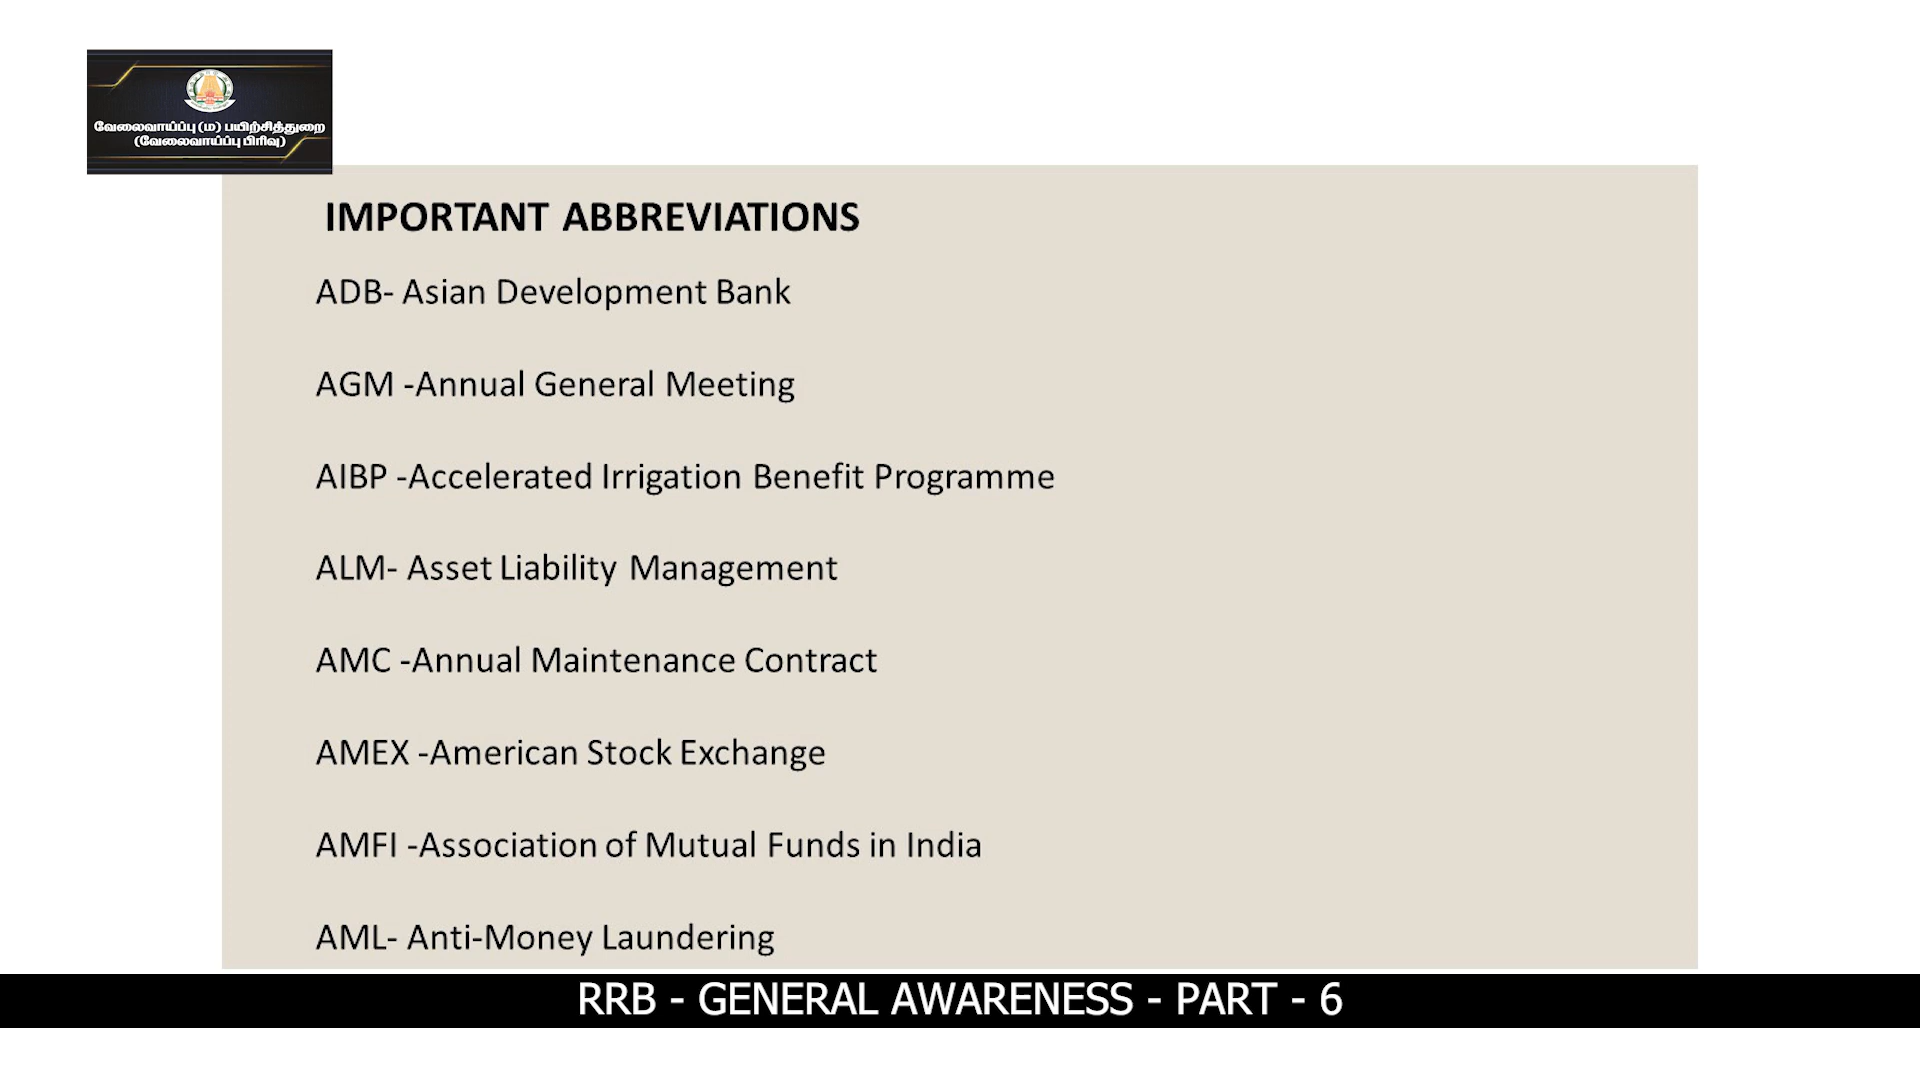 வேலைவாய்ப்பு (ம) பயிற்சித்துறை
(வேலைவாய்ப்பு பிரிவு)
IMPORTANT ABBREVIATIONS
ADB- Asian Development Bank
AGM -Annual General Meeting
AIBP -Accelerated Irrigation Benefit Programme
ALM- Asset Liability Management
AMC -Annual Maintenance Contract
AMEX -American Stock Exchange
AMFI -Association of Mutual Funds in India
AML- Anti-Money Laundering
RRB - GENERAL AWARENESS - PART - 6